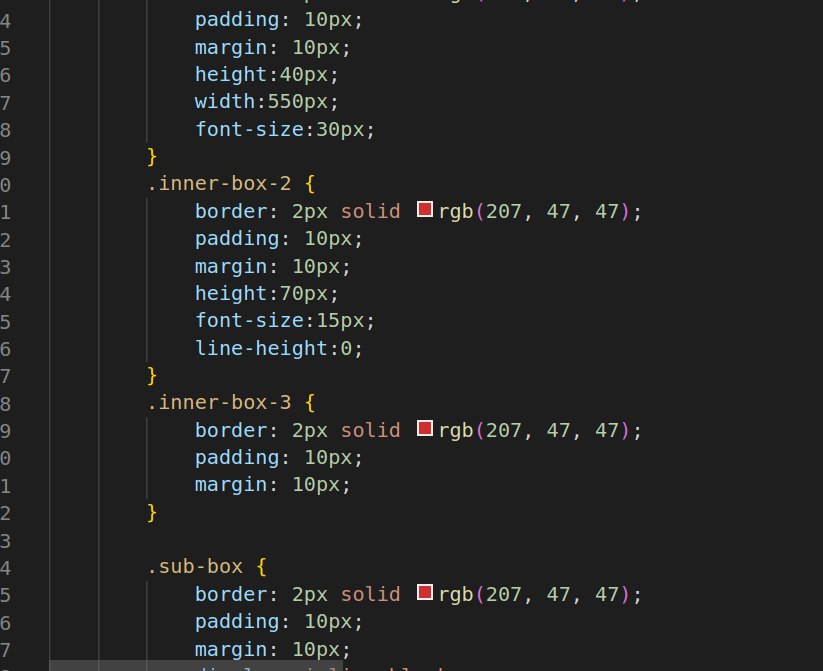 4 padding: 10px;
5 margin: 10px;
6 height:40px;
7 width:550px;
8 font-size:30px;
9 }
0 .inner-box-2 {
1 border: 2px solid rgb(207, 47, 47);
2 padding: 10px;
3 margin: 10px;
4 height:70px;
5 font-size:15px;
6 line-height:0;
7 }
8 .inner-box-3 {
9 border: 2px solid rgb(207, 47, 47);
0 padding: 10px;
1 margin: 10px;
2 }
3
4 .sub-box {
5 border: 2px solid rgb(207, 47, 47);
6 padding: 10px;
7 margin: 10px;